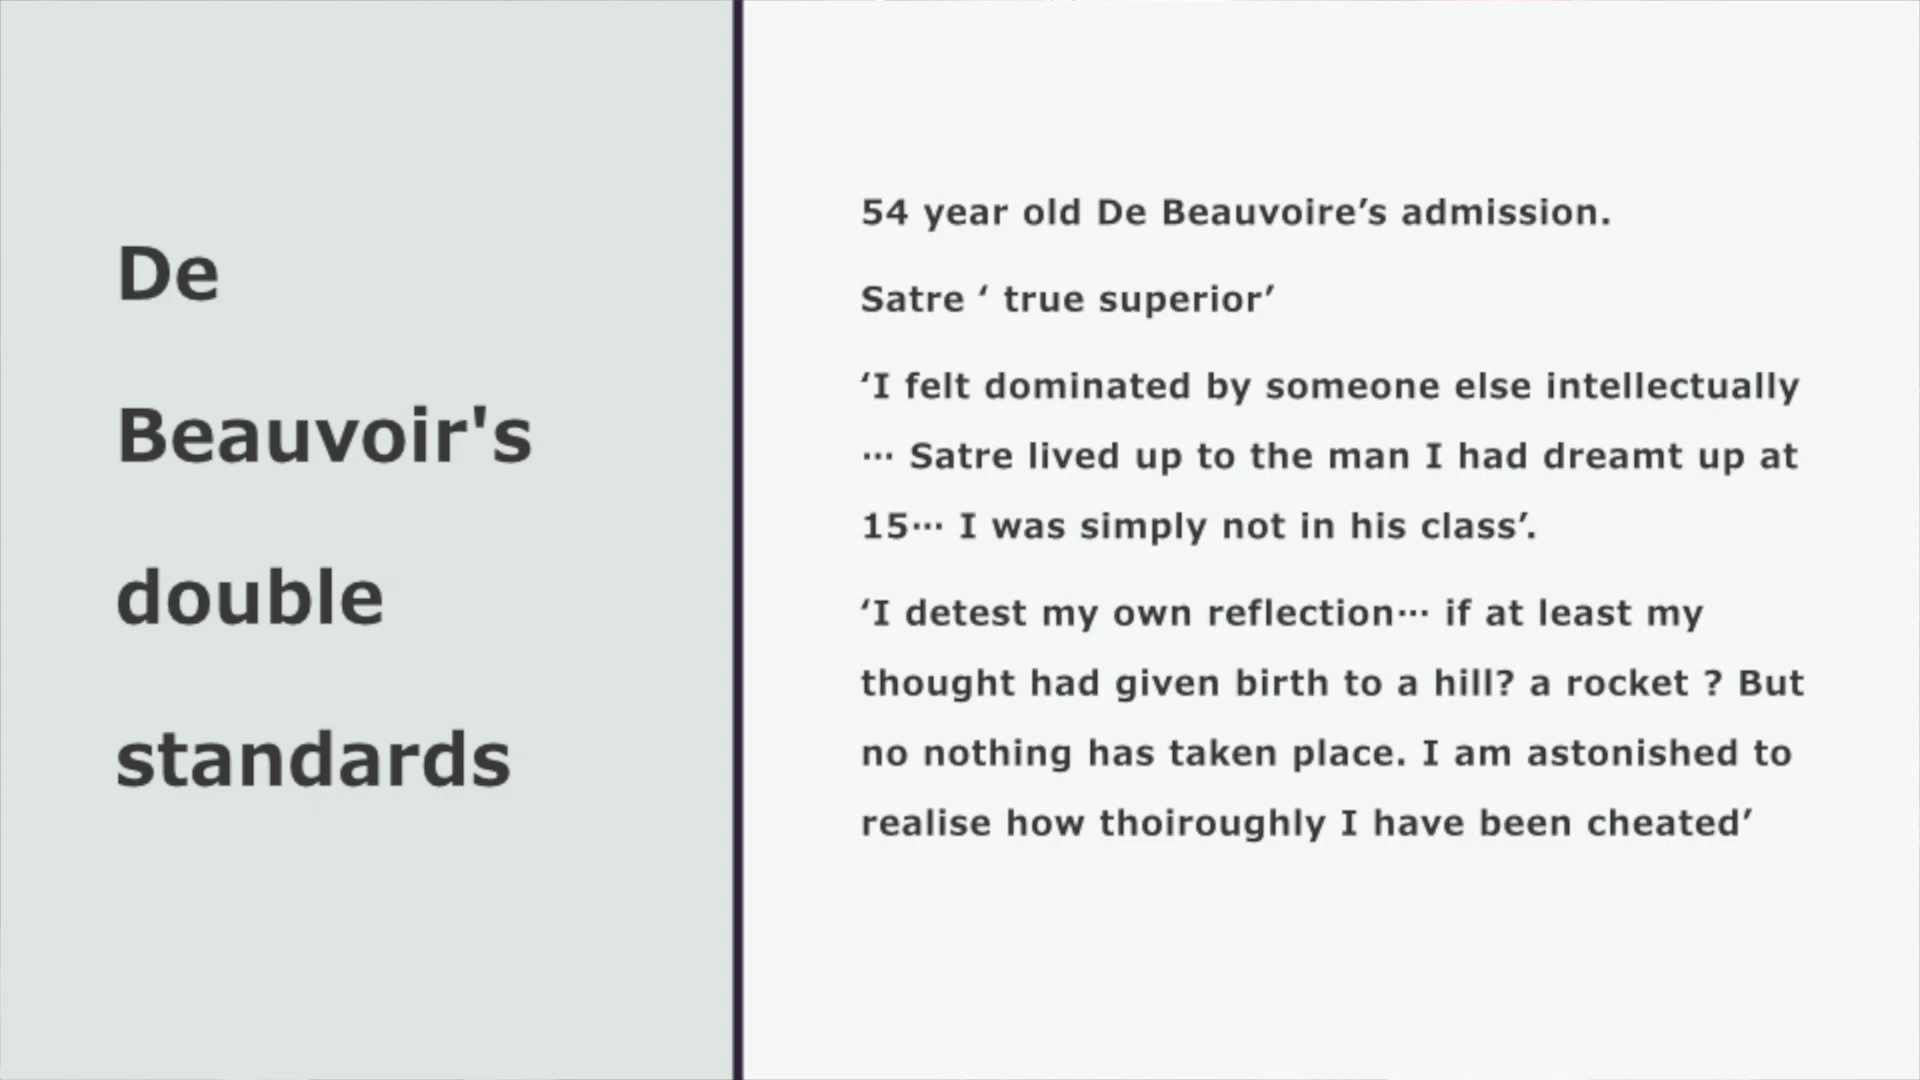 De
Beauvoir's
double
standards
54 year old De Beauvoire’s admission.
Satre ‘ true superior’
‘I felt dominated by someone else intellectually
… Satre lived up to the man I had dreamt up at
15… I was simply not in his class’.
‘I detest my own reflection… if at least my
thought had given birth to a hill? a rocket ? But
no nothing has taken place. I am astonished to
realise how thoiroughly I have been cheated’